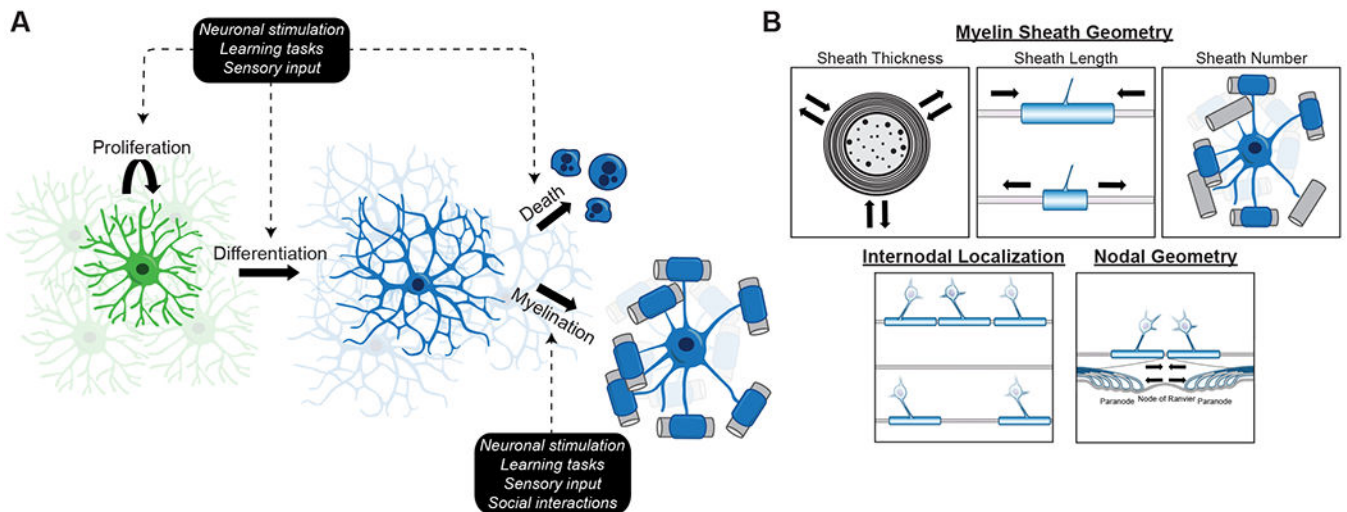 A
Neuronal stimulation
Learning tasks
Sensory input
Proliferation
Differentiation
Death
Myelination
Neuronal stimulation
Learning tasks
Sensory input
Social interactions
B
Myelin Sheath Geometry
Sheath Thickness
Sheath Length
Sheath Number
Internodal Localization
Nodal Geometry
Paranode Node of Ranvier Paranode